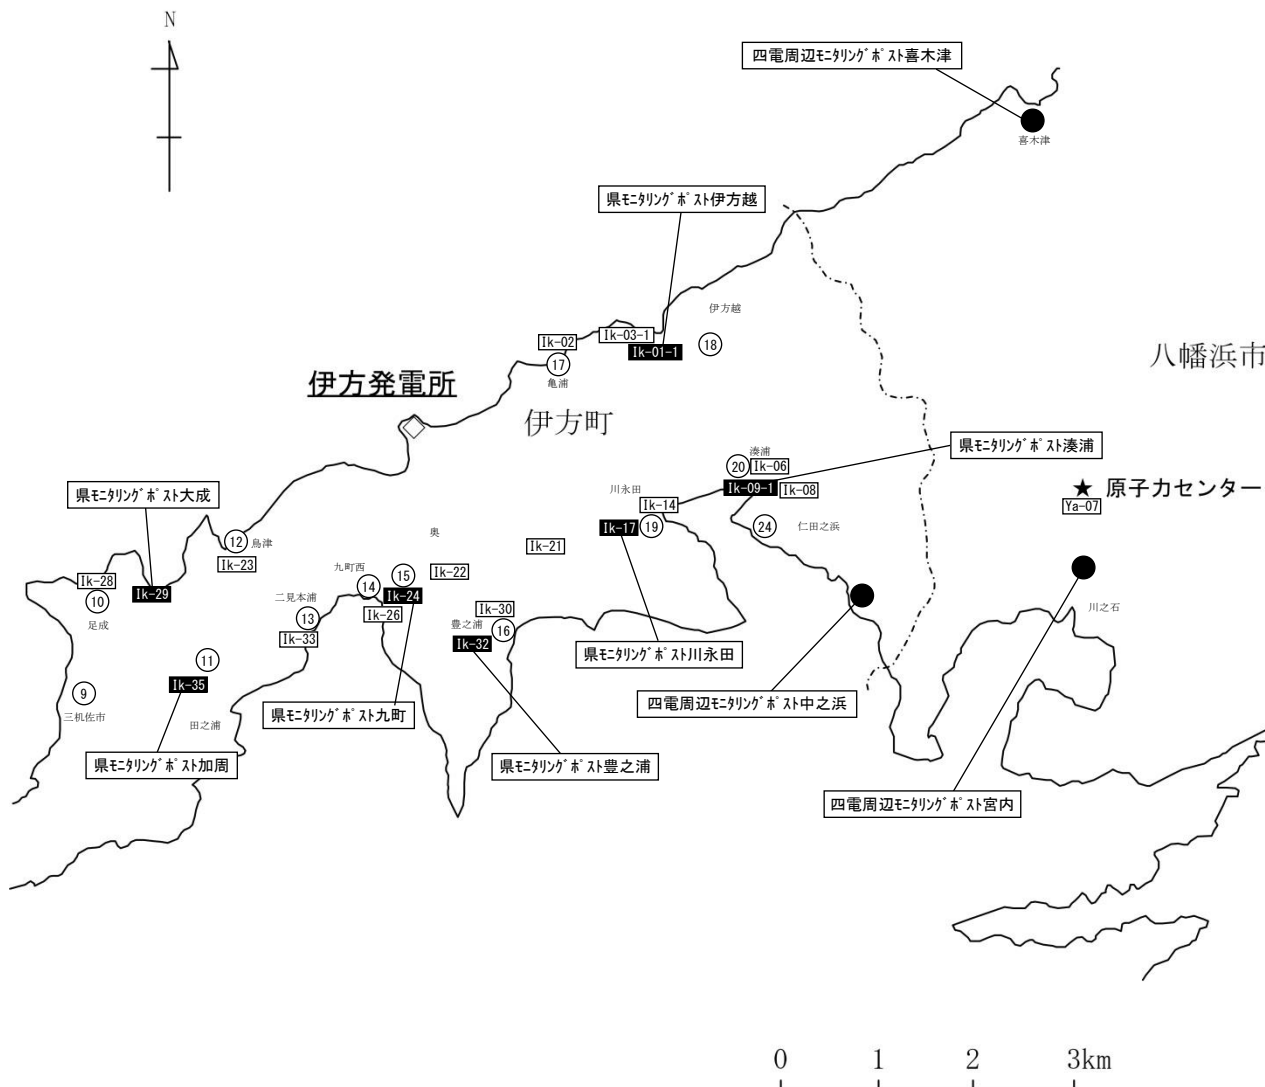 N
四電周辺ﾓﾆﾀﾘﾝｸﾞﾎﾟｽﾄ喜木津
喜木津
県ﾓﾆﾀﾘﾝｸﾞﾎﾟｽﾄ伊方越
伊方越
Ik-03-1
Ik-02
Ik-01-1
18
17
亀浦
八幡浜市
伊方発電所
伊方町
県ﾓﾆﾀﾘﾝｸﾞﾎﾟｽﾄ湊浦
湊浦
20
Ik-06
Ik-09-1
Ik-08
★ 原子力センター
Ya-07
県ﾓﾆﾀﾘﾝｸﾞﾎﾟｽﾄ大成
川永田
Ik-14
Ik-17
19
24
仁田之浜
奥
12
鳥津
Ik-21
Ik-23
九町西
15
Ik-22
Ik-28
14
Ik-29
Ik-24
10
足成
二見本浦
13
Ik-26
Ik-30
川之石
豊之浦
16
Ik-33
Ik-32
県ﾓﾆﾀﾘﾝｸﾞﾎﾟｽﾄ川永田
11
Ik-35
9
三机佐市
田之浦
四電周辺ﾓﾆﾀﾘﾝｸﾞﾎﾟｽﾄ中之浜
県ﾓﾆﾀﾘﾝｸﾞﾎﾟｽﾄ九町
県ﾓﾆﾀﾘﾝｸﾞﾎﾟｽﾄ加周
県ﾓﾆﾀﾘﾝｸﾞﾎﾟｽﾄ豊之浦
四電周辺ﾓﾆﾀﾘﾝｸﾞﾎﾟｽﾄ宮内
0 1 2 3km